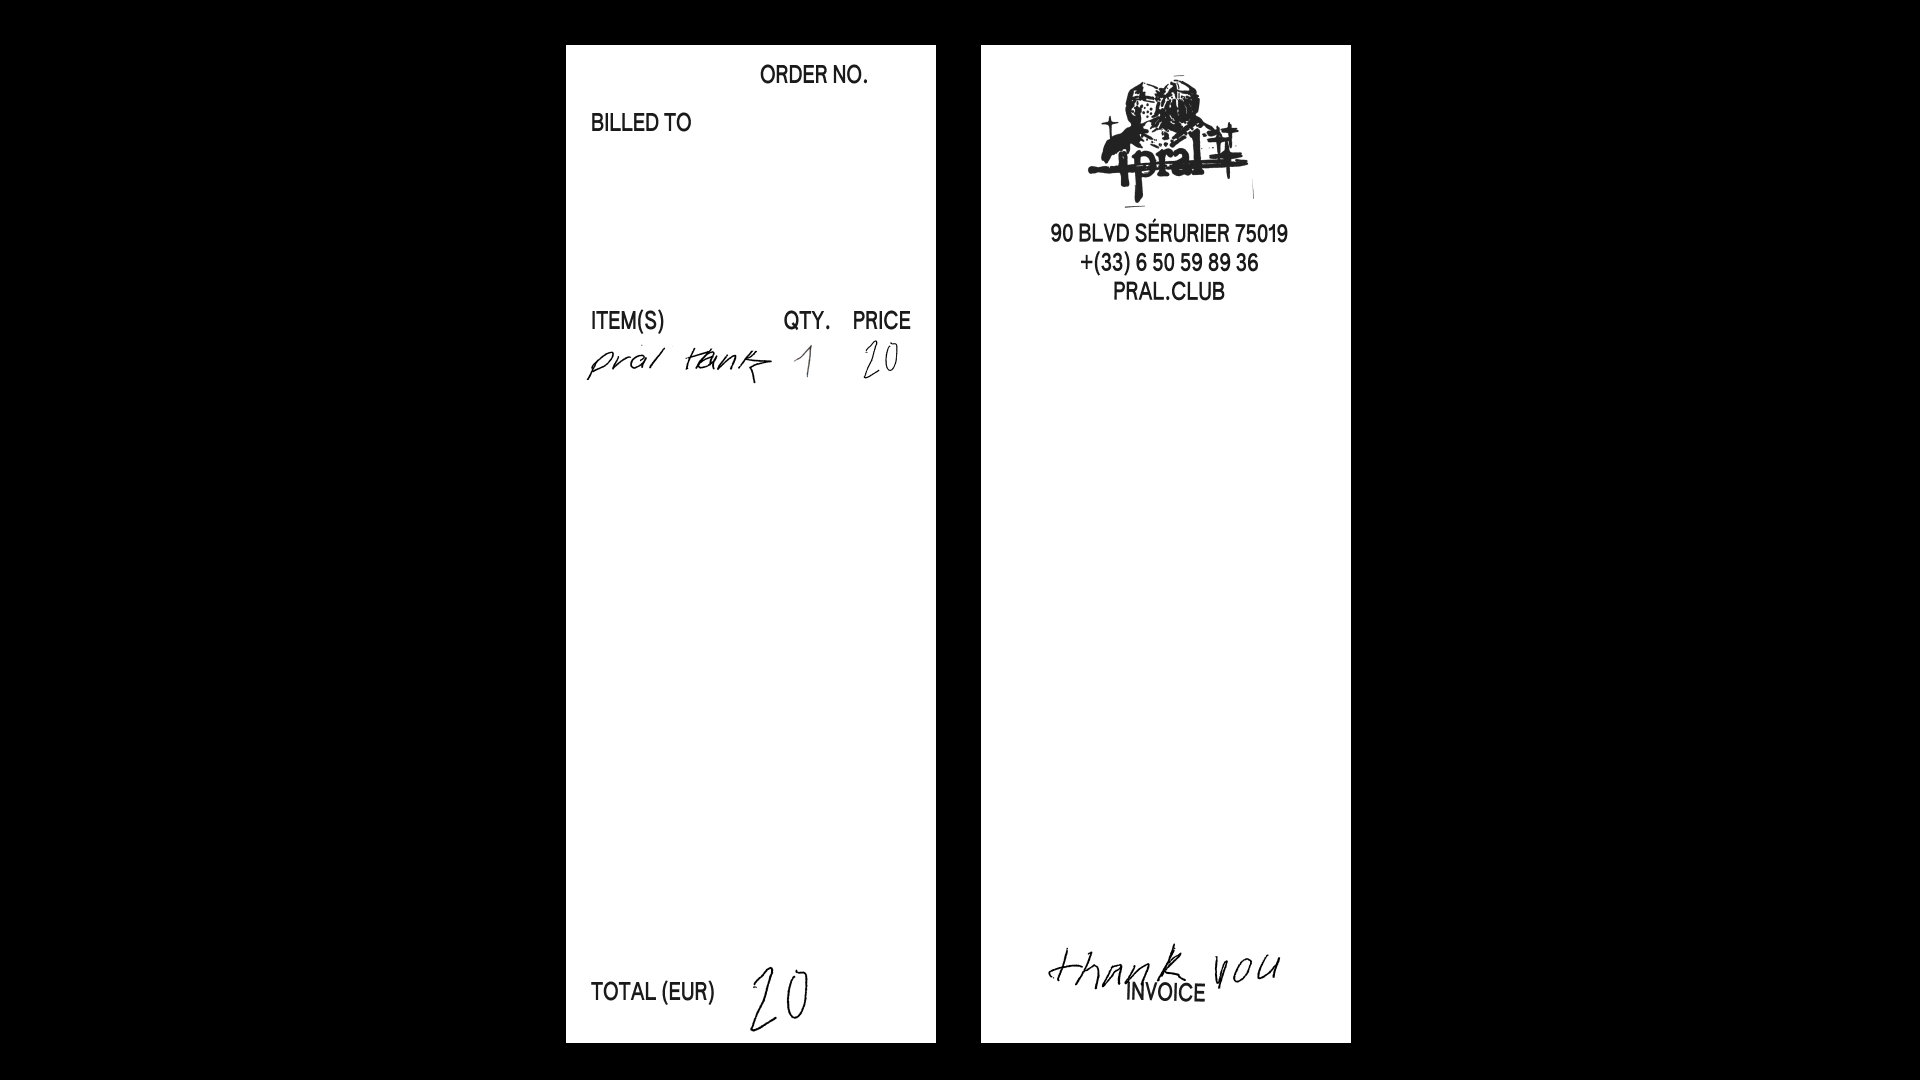 ORDER NO.
BILLED TO
ITEM(S) QTY. PRICE
pral tank 1 20
TOTAL (EUR) 20
pral
90 BLVD SÉRURIER 75019
+(33) 6 50 59 89 36
PRAL.CLUB
thank you
INVOICE